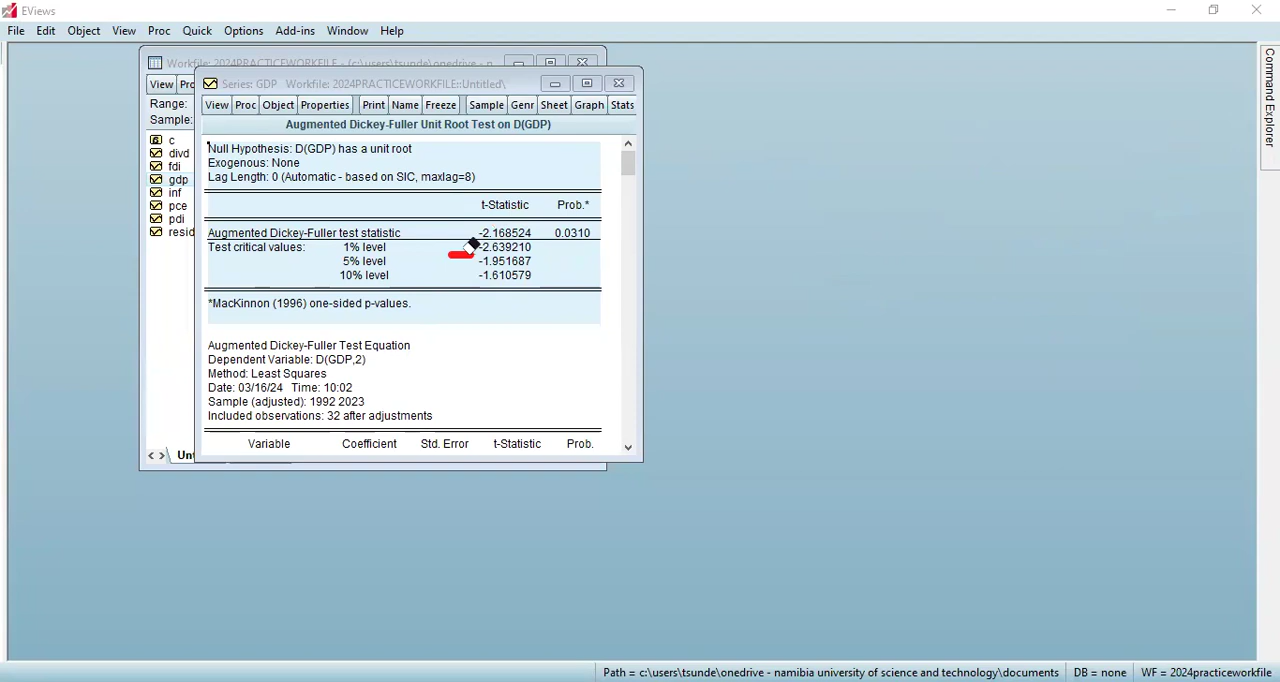 EViews
File Edit Object View Proc Quick Options Add-ins Window Help
Command Explorer
Workfile: 2024PRACTICEWORKFILE - (c:\users\tsunde\onedrive - n
View Pro
Range:
Sample:
c
divd
fdi
gdp
inf
pce
pdi
resid
Unt
Series: GDP Workfile: 2024PRACTICEWORKFILE::Untitled\
View Proc Object Properties Print Name Freeze Sample Genr Sheet Graph Stats
Augmented Dickey-Fuller Unit Root Test on D(GDP)
Null Hypothesis: D(GDP) has a unit root
Exogenous: None
Lag Length: 0 (Automatic - based on SIC, maxlag=8)
t-Statistic Prob.*
Augmented Dickey-Fuller test statistic -2.168524 0.0310
Test critical values: 1% level -2.639210
5% level -1.951687
10% level -1.610579
*MacKinnon (1996) one-sided p-values.
Augmented Dickey-Fuller Test Equation
Dependent Variable: D(GDP,2)
Method: Least Squares
Date: 03/16/24 Time: 10:02
Sample (adjusted): 1992 2023
Included observations: 32 after adjustments
Variable Coefficient Std. Error t-Statistic Prob.
Path = c:\users\tsunde\onedrive - namibia university of science and technology\documents DB = none WF = 2024practiceworkfile